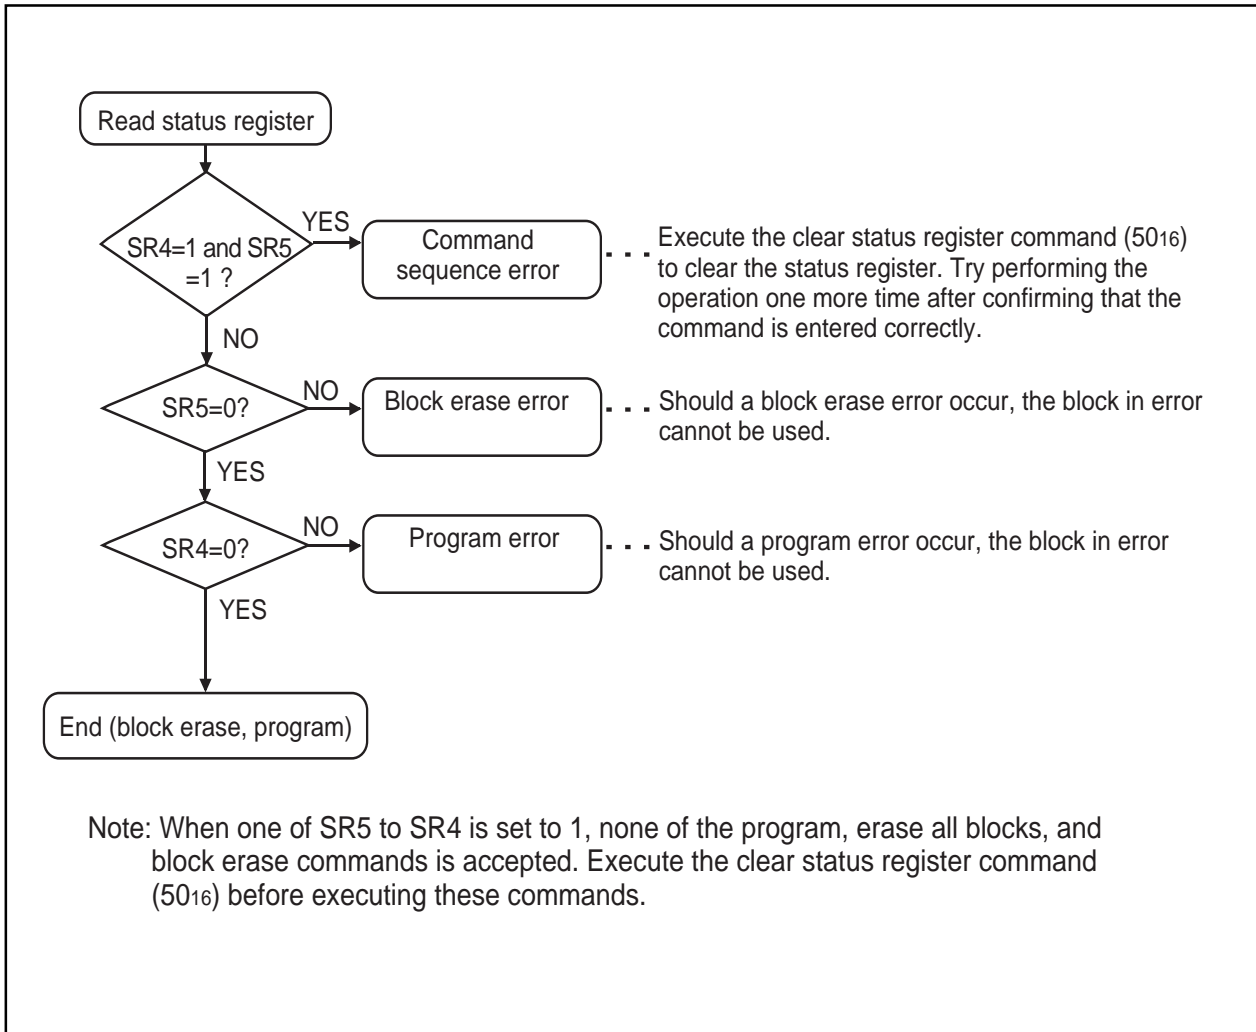 Read status register
SR4=1 and SR5
=1 ?
YES
Command
sequence error
Execute the clear status register command (5016)
to clear the status register. Try performing the
operation one more time after confirming that the
command is entered correctly.
NO
SR5=0?
NO
Block erase error
Should a block erase error occur, the block in error
cannot be used.
YES
SR4=0?
NO
Program error
Should a program error occur, the block in error
cannot be used.
YES
End (block erase, program)
Note: When one of SR5 to SR4 is set to 1, none of the program, erase all blocks, and
block erase commands is accepted. Execute the clear status register command
(5016) before executing these commands.